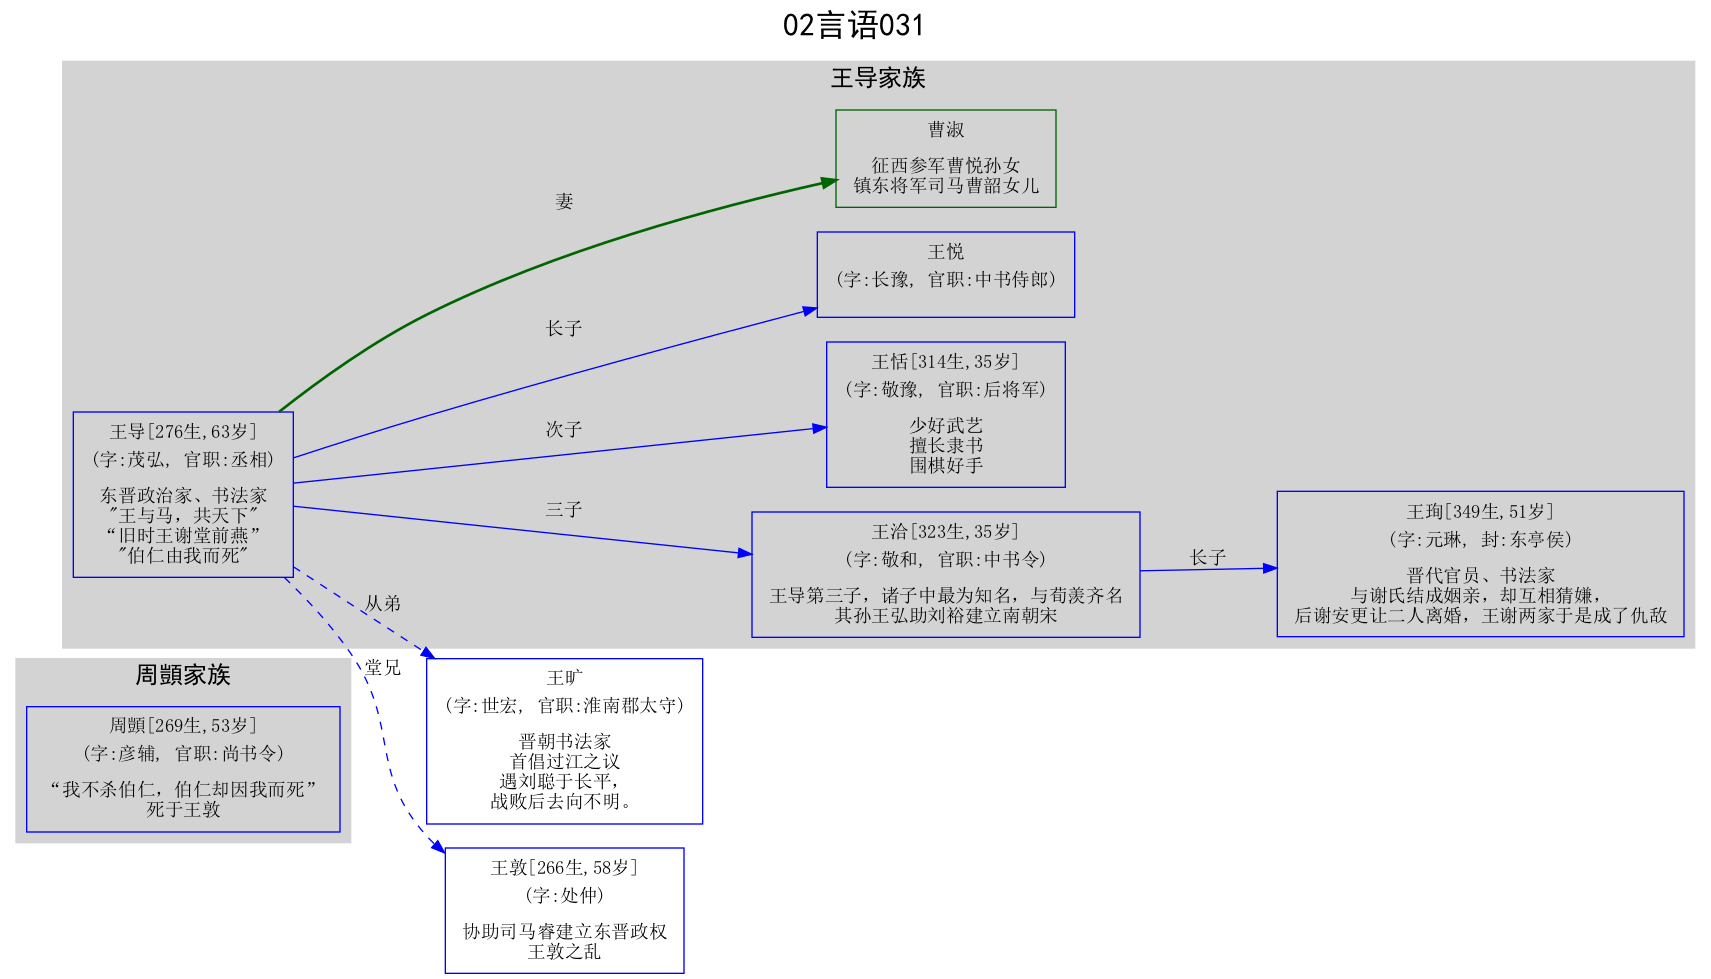 02言语031
王导家族
曹淑
征西参军曹悦孙女
镇东将军司马曹韶女儿
妻
王悦
(字:长豫, 官职:中书侍郎)
长子
王恬[314生,35岁]
(字:敬豫, 官职:后将军)
少好武艺
擅长隶书
围棋好手
次子
王导[276生,63岁]
(字:茂弘, 官职:丞相)
东晋政治家、书法家
"王与马，共天下"
“旧时王谢堂前燕”
"伯仁由我而死"
三子
王洽[323生,35岁]
(字:敬和, 官职:中书令)
王导第三子，诸子中最为知名，与荀羡齐名
其孙王弘助刘裕建立南朝宋
长子
王珣[349生,51岁]
(字:元琳, 封:东亭侯)
晋代官员、书法家
与谢氏结成姻亲，却互相猜嫌，
后谢安更让二人离婚，王谢两家于是成了仇敌
从弟
堂兄
王旷
(字:世宏, 官职:淮南郡太守)
晋朝书法家
首倡过江之议
遇刘聪于长平，
战败后去向不明。
周顗家族
周顗[269生,53岁]
(字:彦辅, 官职:尚书令)
“我不杀伯仁，伯仁却因我而死”
死于王敦
王敦[266生,58岁]
(字:处仲)
协助司马睿建立东晋政权
王敦之乱